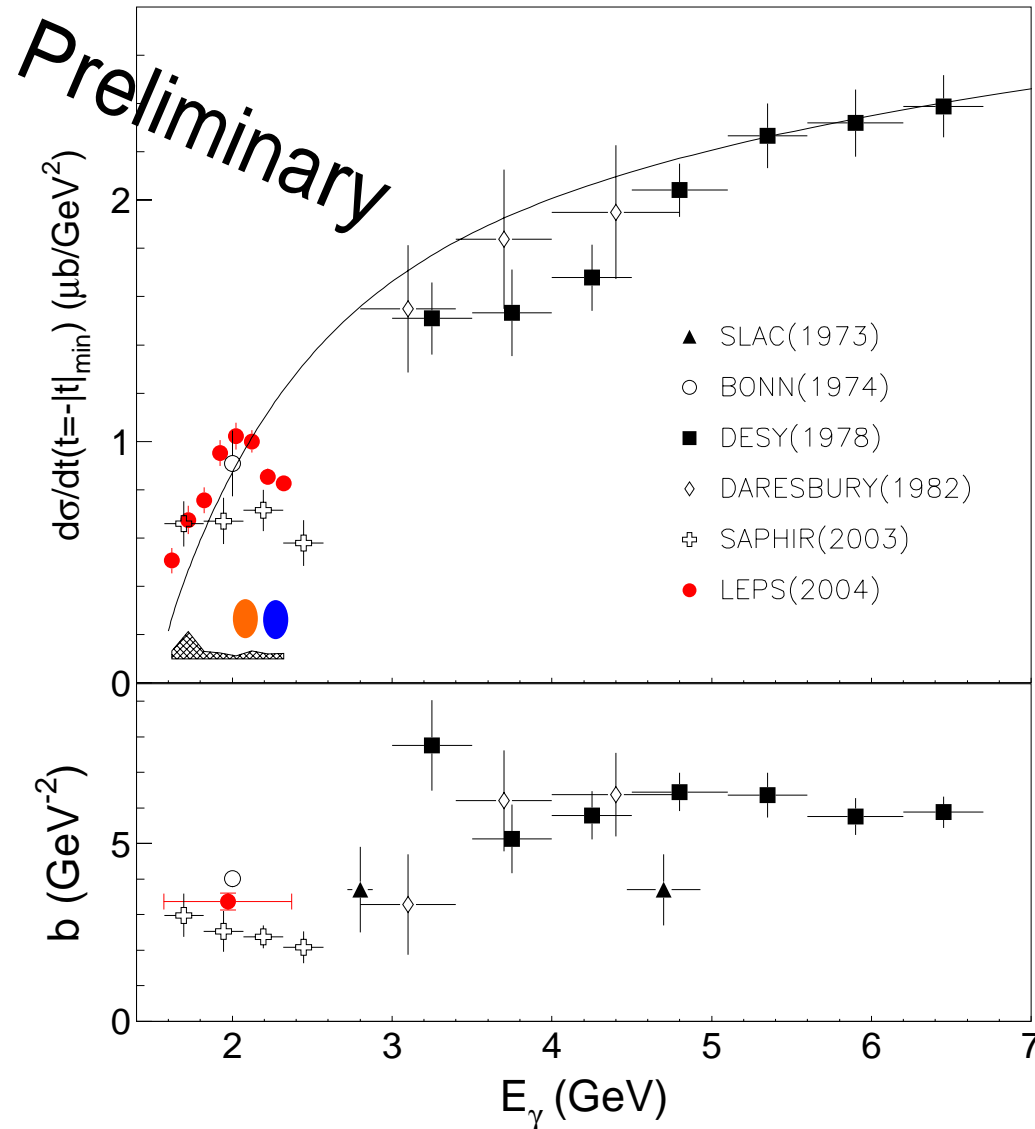 Preliminary
dσ/dt(t=-|t|min) (μb/GeV2)
2
1
0
SLAC(1973)
BONN(1974)
DESY(1978)
DARESBURY(1982)
SAPHIR(2003)
LEPS(2004)
b (GeV-2)
5
0
2 3 4 5 6 7
Eγ (GeV)